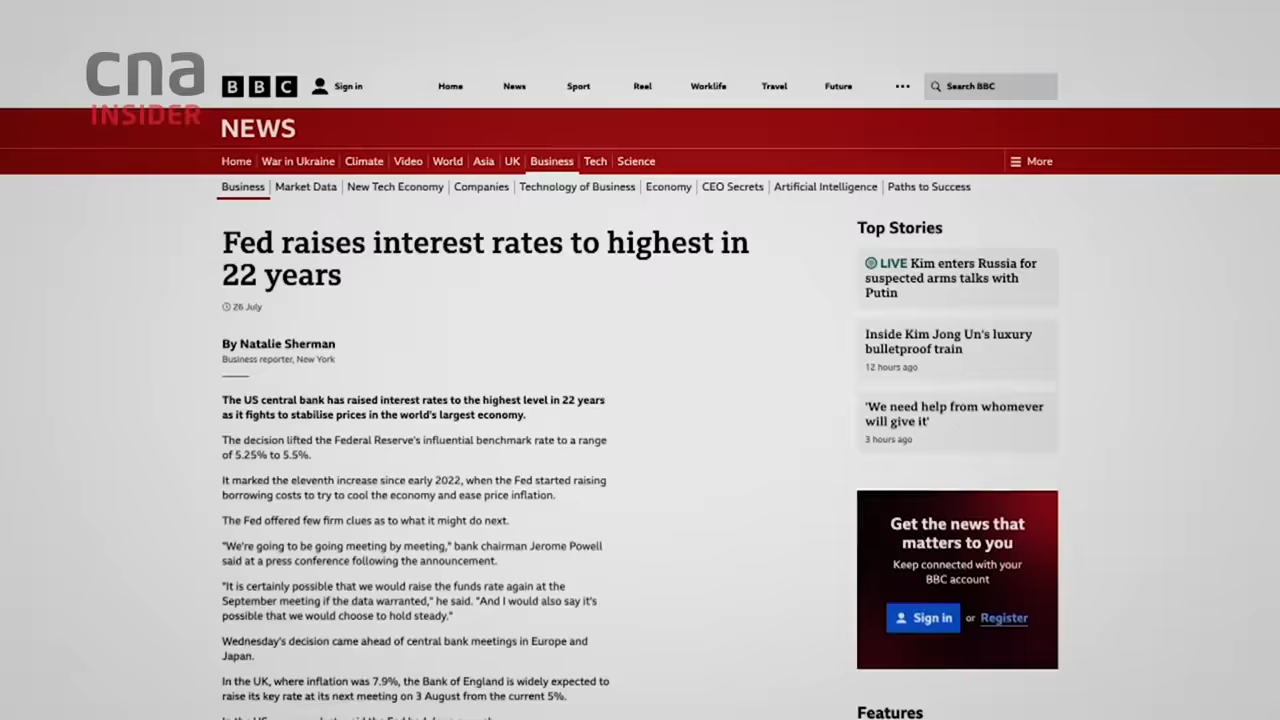 cna
INSIDER
BBC
Sign in
Home
News
Sport
Reel
Worklife
Travel
Future
Search BBC
NEWS
Home
War in Ukraine
Climate
Video
World
Asia
UK
Business
Tech
Science
More
Business
Market Data
New Tech Economy
Companies
Technology of Business
Economy
CEO Secrets
Artificial Intelligence
Paths to Success
Fed raises interest rates to highest in
22 years
26 July
By Natalie Sherman
Business reporter, New York
The US central bank has raised interest rates to the highest level in 22 years
as it fights to stabilise prices in the world's largest economy.
The decision lifted the Federal Reserve's influential benchmark rate to a range
of 5.25% to 5.5%.
It marked the eleventh increase since early 2022, when the Fed started raising
borrowing costs to try to cool the economy and ease price inflation.
The Fed offered few firm clues as to what it might do next.
"We're going to be going meeting by meeting," bank chairman Jerome Powell
said at a press conference following the announcement.
"It is certainly possible that we would raise the funds rate again at the
September meeting if the data warranted," he said. "And I would also say it's
possible that we would choose to hold steady."
Wednesday's decision came ahead of central bank meetings in Europe and
Japan.
In the UK, where inflation was 7.9%, the Bank of England is widely expected to
raise its key rate at its next meeting on 3 August from the current 5%.
Top Stories
LIVE Kim enters Russia for
suspected arms talks with
Putin
Inside Kim Jong Un's luxury
bulletproof train
12 hours ago
'We need help from whomever
will give it'
3 hours ago
Get the news that
matters to you
Keep connected with your
BBC account
Sign in or Register
Features